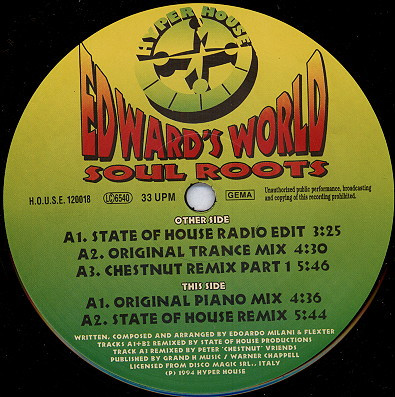 HYPER HOUSE
EDWARD'S WORLD
SOUL ROOTS
H.O.U.S.E. 120018
LC 6540
33 UPM
GEMA
Unauthorized public performance, broadcasting
and copying of this recording prohibited.
OTHER SIDE
A1. STATE OF HOUSE RADIO EDIT 3:25
A2. ORIGINAL TRANCE MIX 4:30
A3. CHESTNUT REMIX PART 1 5:46
THIS SIDE
A1. ORIGINAL PIANO MIX 4:36
A2. STATE OF HOUSE REMIX 5:44
WRITTEN, COMPOSED AND ARRANGED BY EDOARDO MILANI & FLEXTER
TRACKS A1+B2 REMIXED BY STATE OF HOUSE PRODUCTIONS
TRACK A3 REMIXED BY PETER "CHESTNUT" VRIENDS
PUBLISHED BY GRAND H MUSIC / WARNER CHAPPELL
LICENSED FROM DISCO MAGIC SRL., ITALY
(P) 1994 HYPER HOUSE